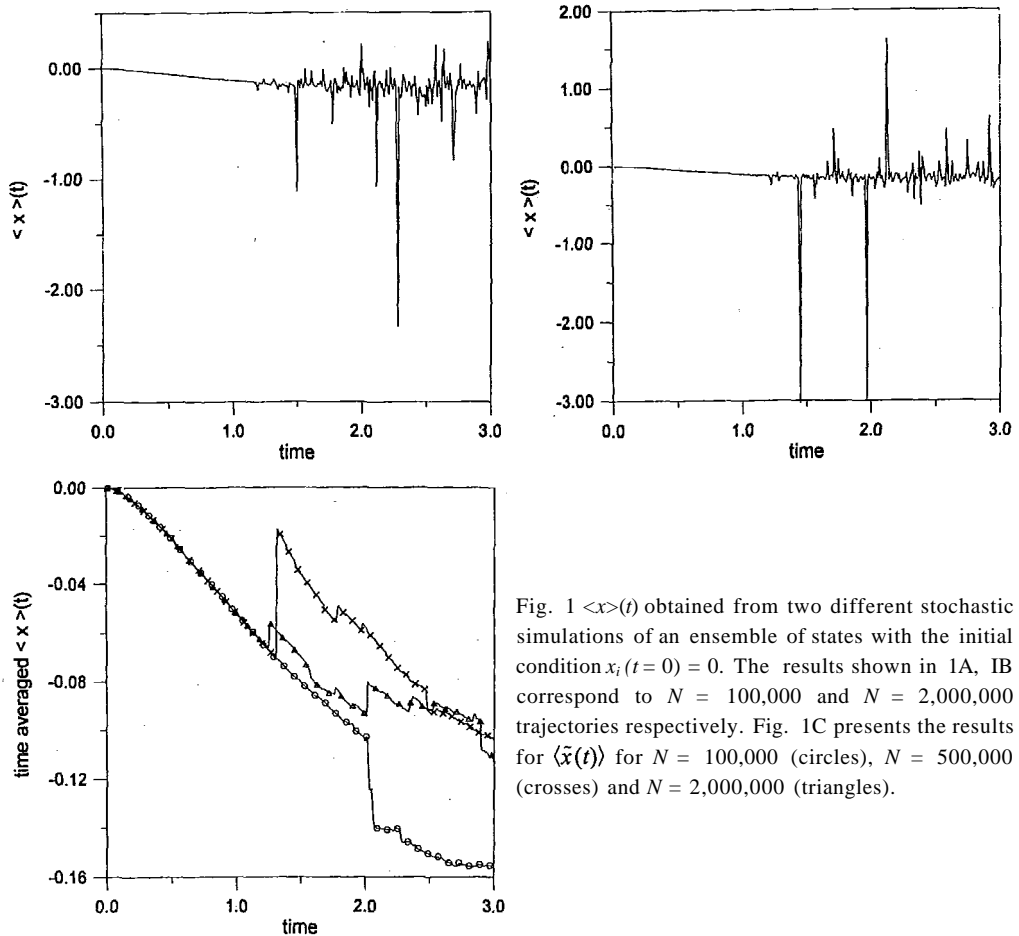 0.00
-1.00
-2.00
-3.00
< x >(t)
0.0 1.0 2.0 3.0
time
2.00
1.00
0.00
-1.00
-2.00
-3.00
< x >(t)
0.0 1.0 2.0 3.0
time
0.00
-0.04
-0.08
-0.12
-0.16
time averaged < x >(t)
0.0 1.0 2.0 3.0
time
Fig. 1 <x>(t) obtained from two different stochastic
simulations of an ensemble of states with the initial
condition xᵢ (t = 0) = 0. The results shown in 1A, IB
correspond to N = 100,000 and N = 2,000,000
trajectories respectively. Fig. 1C presents the results
for ⟨x̃(t)⟩ for N = 100,000 (circles), N = 500,000
(crosses) and N = 2,000,000 (triangles).